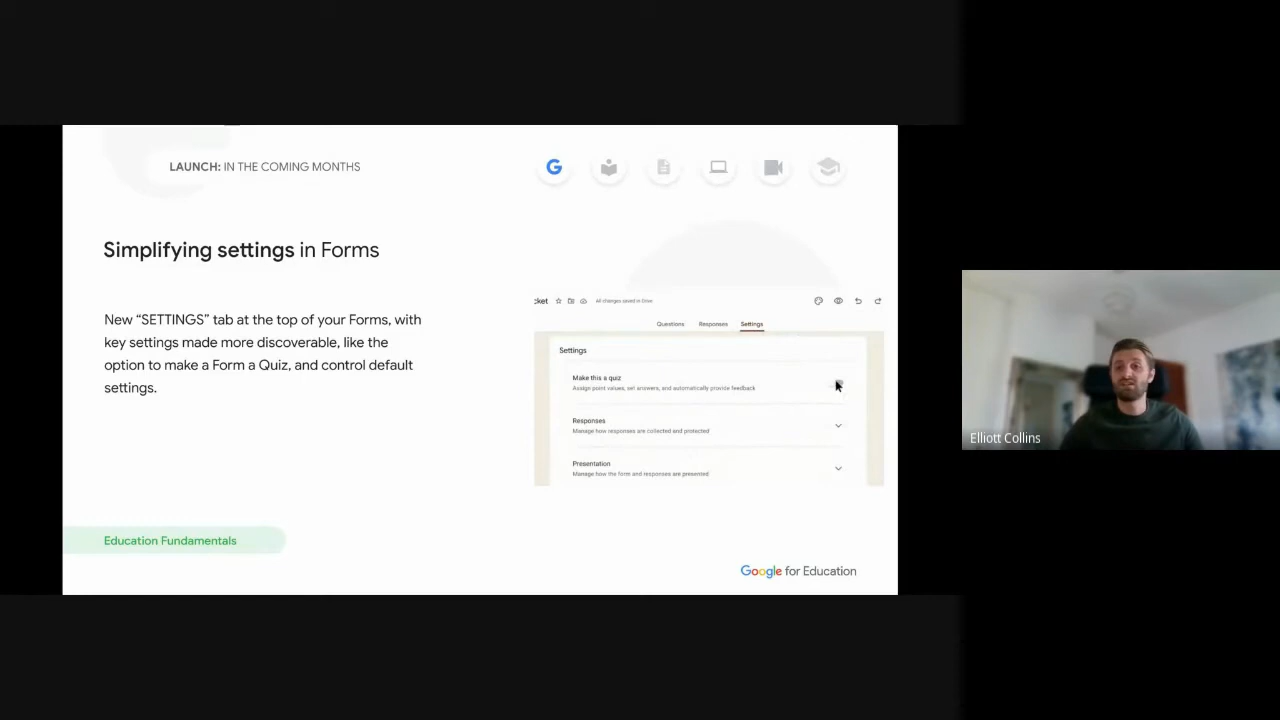 LAUNCH: IN THE COMING MONTHS
Simplifying settings in Forms
New “SETTINGS” tab at the top of your Forms, with
key settings made more discoverable, like the
option to make a Form a Quiz, and control default
settings.
Education Fundamentals
cket
All changes saved in Drive
Questions Responses Settings
Settings
Make this a quiz
Assign point values, set answers, and automatically provide feedback
Responses
Manage how responses are collected and protected
Presentation
Manage how the form and responses are presented
Google for Education
Elliott Collins